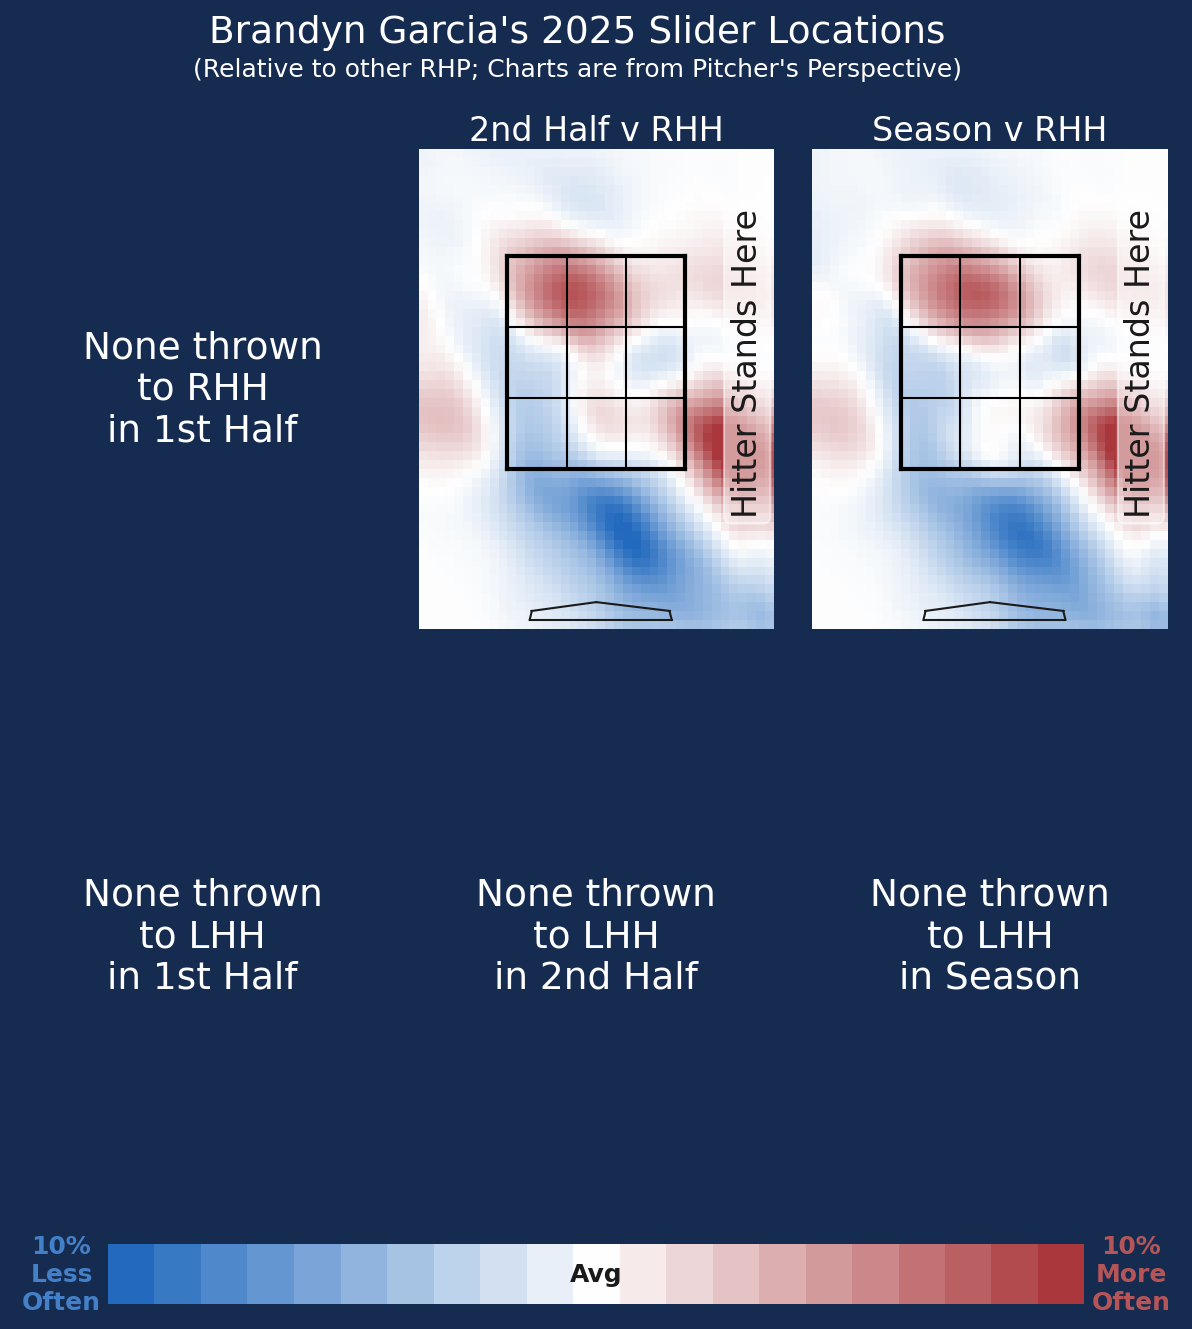 Brandyn Garcia's 2025 Slider Locations
(Relative to other RHP; Charts are from Pitcher's Perspective)
2nd Half v RHH
Season v RHH
None thrown
to RHH
in 1st Half
Hitter Stands Here
Hitter Stands Here
None thrown
to LHH
in 1st Half
None thrown
to LHH
in 2nd Half
None thrown
to LHH
in Season
10%
Less
Often
Avg
10%
More
Often